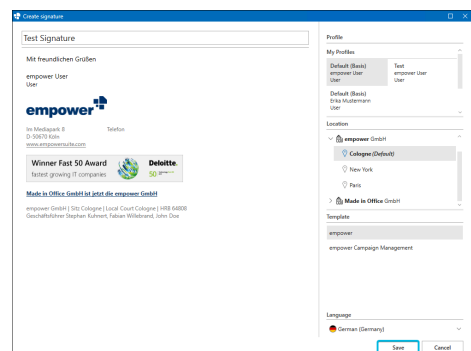 Create signature
Test Signature
Mit freundlichen Grüßen
empower User
User
empower
Im Mediapark 8 Telefon
D-50670 Köln
www.empowersuite.com
Winner Fast 50 Award
fastest growing IT companies
Deloitte.
50
Made in Office GmbH ist jetzt die empower GmbH
empower GmbH | Sitz Cologne | Local Court Cologne | HRB 64808
Geschäftsführer Stephan Kuhnert, Fabian Willebrand, John Doe
Profile
My Profiles
Default (Basis) Test
empower User empower User
User User
Default (Basis)
Erika Mustermann
User
Location
empower GmbH
Cologne (Default)
New York
Paris
Made in Office GmbH
Template
empower
empower Campaign Management
Language
German (Germany)
Save Cancel